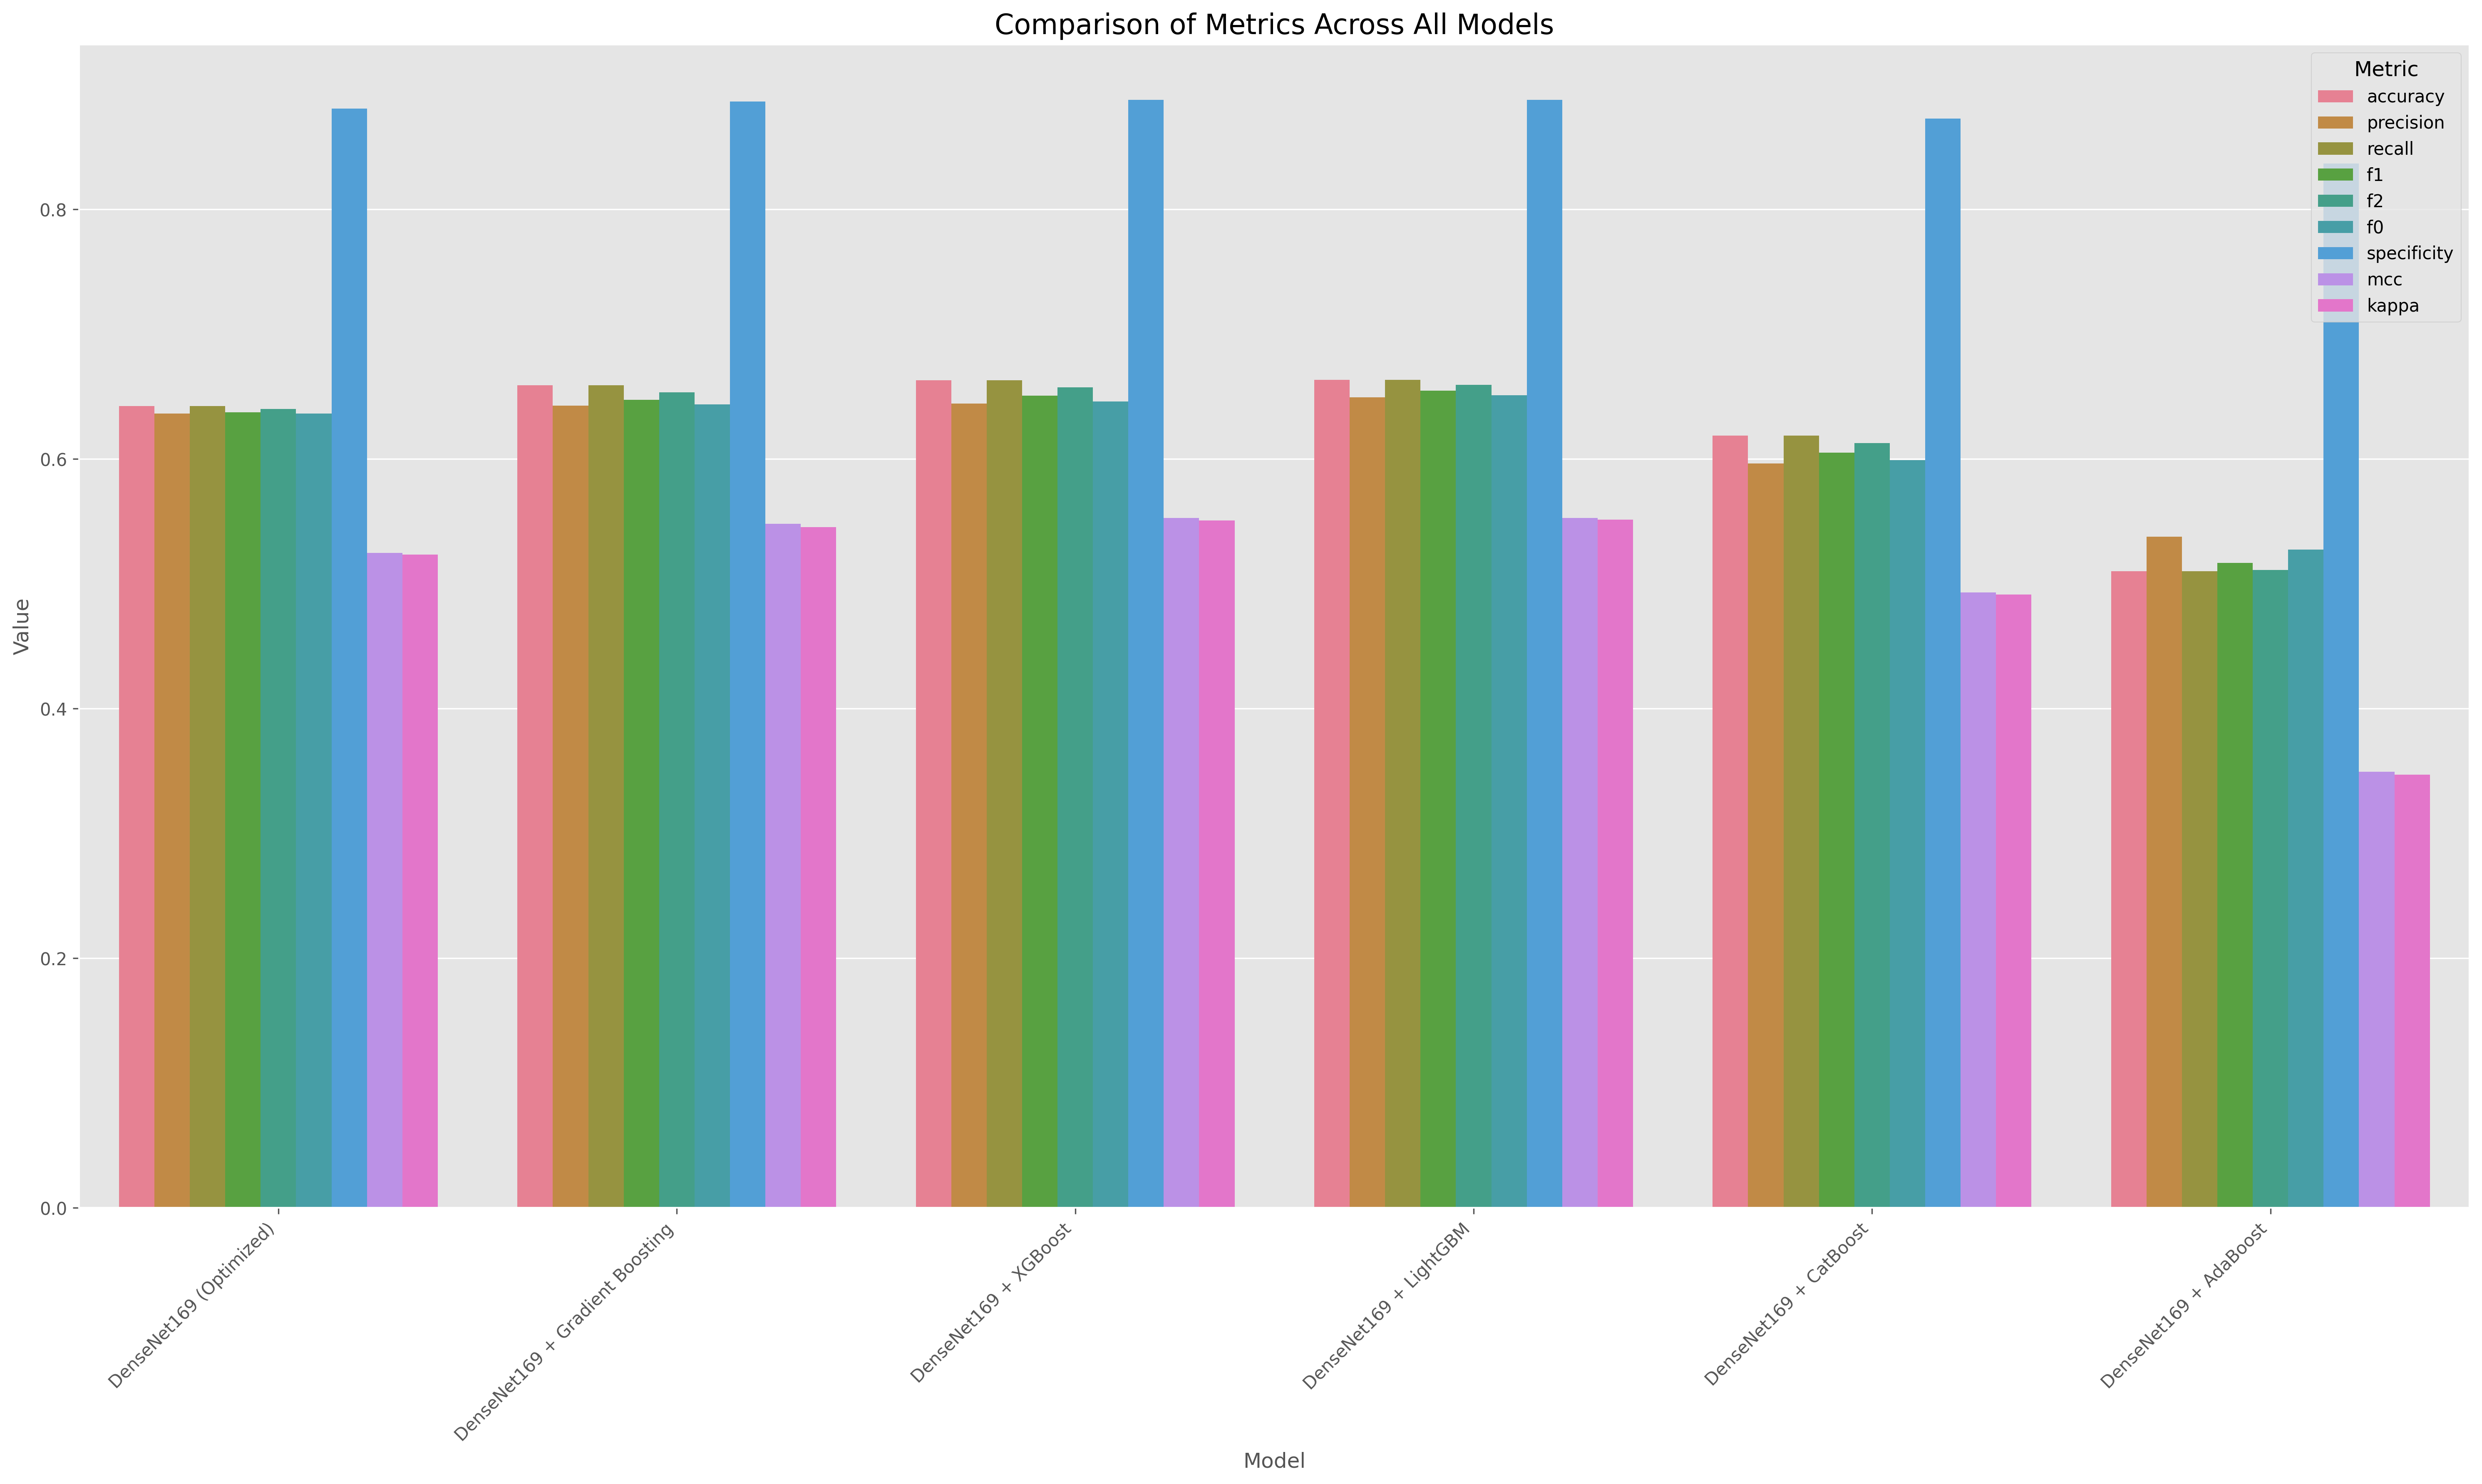 Comparison of Metrics Across All Models
Metric
accuracy
precision
recall
f1
f2
f0
specificity
mcc
kappa
Value
0.8
0.6
0.4
0.2
0.0
DenseNet169 (Optimized)
DenseNet169 + Gradient Boosting
DenseNet169 + XGBoost
DenseNet169 + LightGBM
DenseNet169 + CatBoost
DenseNet169 + AdaBoost
Model